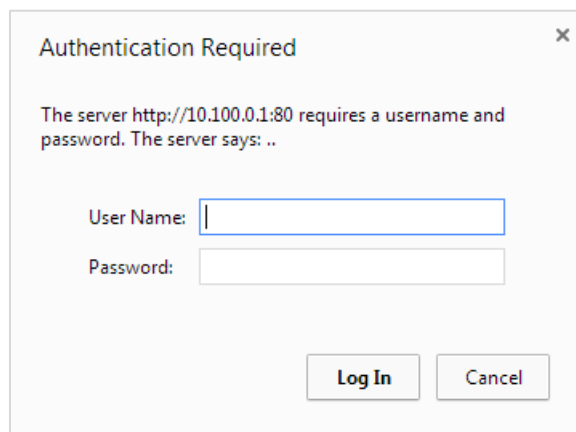 Authentication Required
The server http://10.100.0.1:80 requires a username and
password. The server says: ..
User Name:
Password:
Log In Cancel